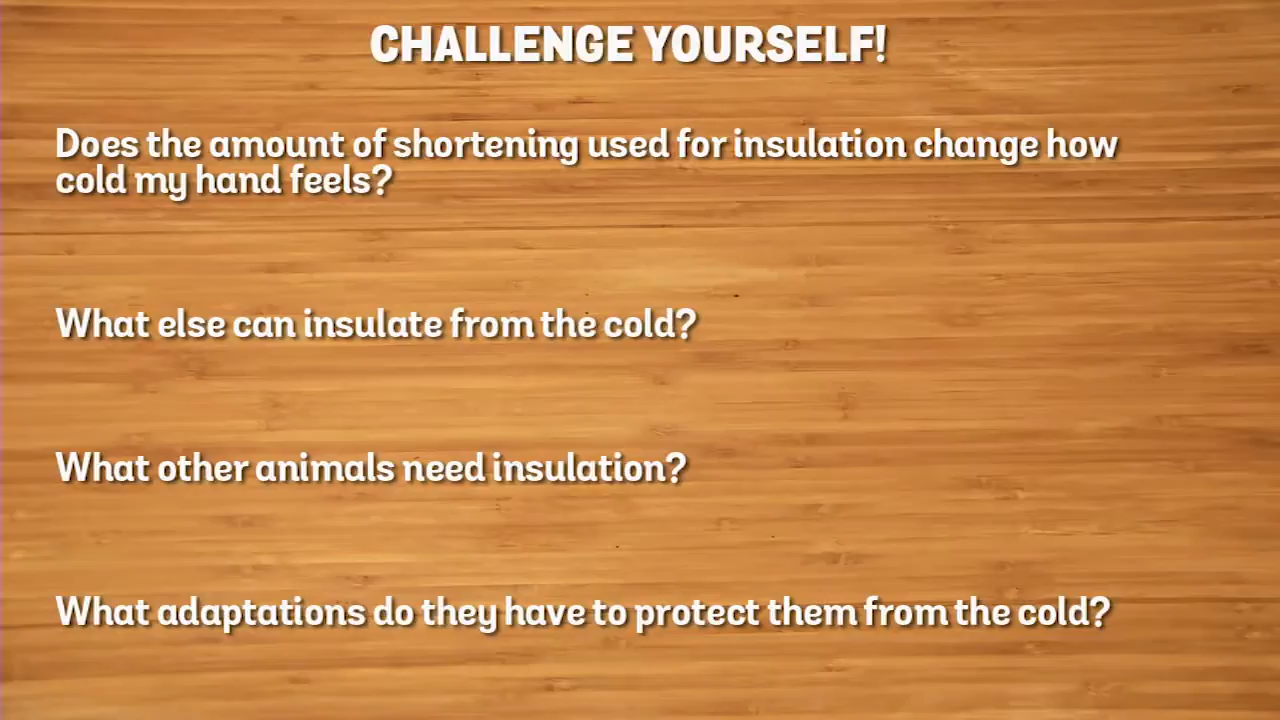 CHALLENGE YOURSELF!
Does the amount of shortening used for insulation change how
cold my hand feels?
What else can insulate from the cold?
What other animals need insulation?
What adaptations do they have to protect them from the cold?